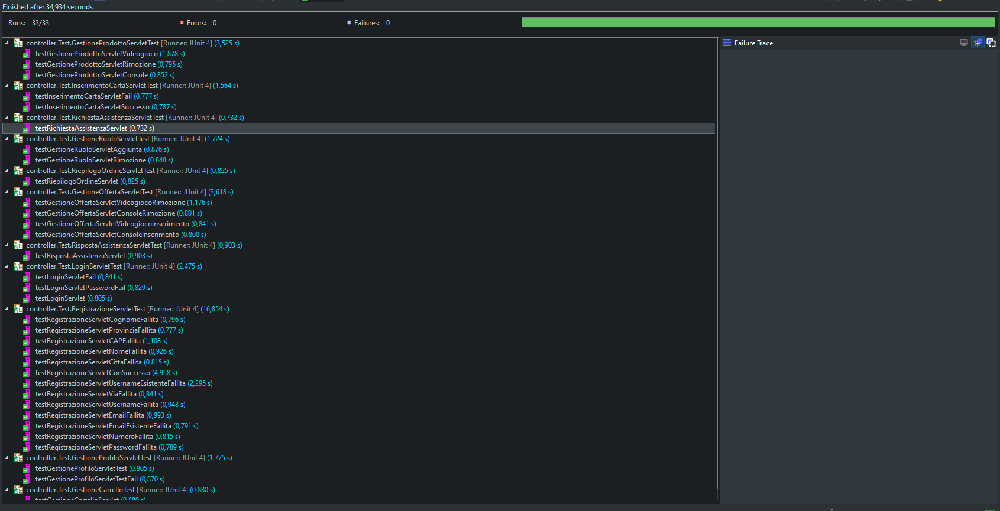 Finished after 34,934 seconds
Runs: 33/33 Errors: 0 Failures: 0
controller.Test.GestioneProdottoServletTest [Runner: JUnit 4] (3,525 s)
testGestioneProdottoServletVideogioco (1,878 s)
testGestioneProdottoServletRimozione (0,795 s)
testGestioneProdottoServletConsole (0,852 s)
controller.Test.InserimentoCartaServletTest [Runner: JUnit 4] (1,564 s)
testInserimentoCartaServletFail (0,777 s)
testInserimentoCartaServletSuccesso (0,787 s)
controller.Test.RichiestaAssistenzaServletTest [Runner: JUnit 4] (0,732 s)
testRichiestaAssistenzaServlet (0,732 s)
controller.Test.GestioneRuoloServletTest [Runner: JUnit 4] (1,724 s)
testGestioneRuoloServletAggiunta (0,876 s)
testGestioneRuoloServletRimozione (0,848 s)
controller.Test.RiepilogoOrdineServletTest [Runner: JUnit 4] (0,825 s)
testRiepilogoOrdineServlet (0,825 s)
controller.Test.GestioneOffertaServletTest [Runner: JUnit 4] (3,618 s)
testGestioneOffertaServletVideogiocoRimozione (1,176 s)
testGestioneOffertaServletConsoleRimozione (0,801 s)
testGestioneOffertaServletVideogiocoInserimento (0,841 s)
testGestioneOffertaServletConsoleInserimento (0,800 s)
controller.Test.RispostaAssistenzaServletTest [Runner: JUnit 4] (0,903 s)
testRispostaAssistenzaServlet (0,903 s)
controller.Test.LoginServletTest [Runner: JUnit 4] (2,475 s)
testLoginServletFail (0,841 s)
testLoginServletPasswordFail (0,829 s)
testLoginServlet (0,805 s)
controller.Test.RegistrazioneServletTest [Runner: JUnit 4] (16,854 s)
testRegistrazioneServletCognomeFallita (0,796 s)
testRegistrazioneServletProvinciaFallita (0,777 s)
testRegistrazioneServletCAPFallita (1,108 s)
testRegistrazioneServletNomeFallita (0,926 s)
testRegistrazioneServletCittaFallita (0,815 s)
testRegistrazioneServletConSuccesso (4,958 s)
testRegistrazioneServletUsernameEsistenteFallita (2,295 s)
testRegistrazioneServletViaFallita (0,841 s)
testRegistrazioneServletUsernameFallita (0,948 s)
testRegistrazioneServletEmailFallita (0,993 s)
testRegistrazioneServletEmailEsistenteFallita (0,791 s)
testRegistrazioneServletNumeroFallita (0,815 s)
testRegistrazioneServletPasswordFallita (0,789 s)
controller.Test.GestioneProfiloServletTest [Runner: JUnit 4] (1,775 s)
testGestioneProfiloServletTest (0,905 s)
testGestioneProfiloServletTestFail (0,870 s)
controller.Test.GestioneCarrelloTest [Runner: JUnit 4] (0,880 s)
testGestioneCarrelloServlet (0,880 s)
Failure Trace